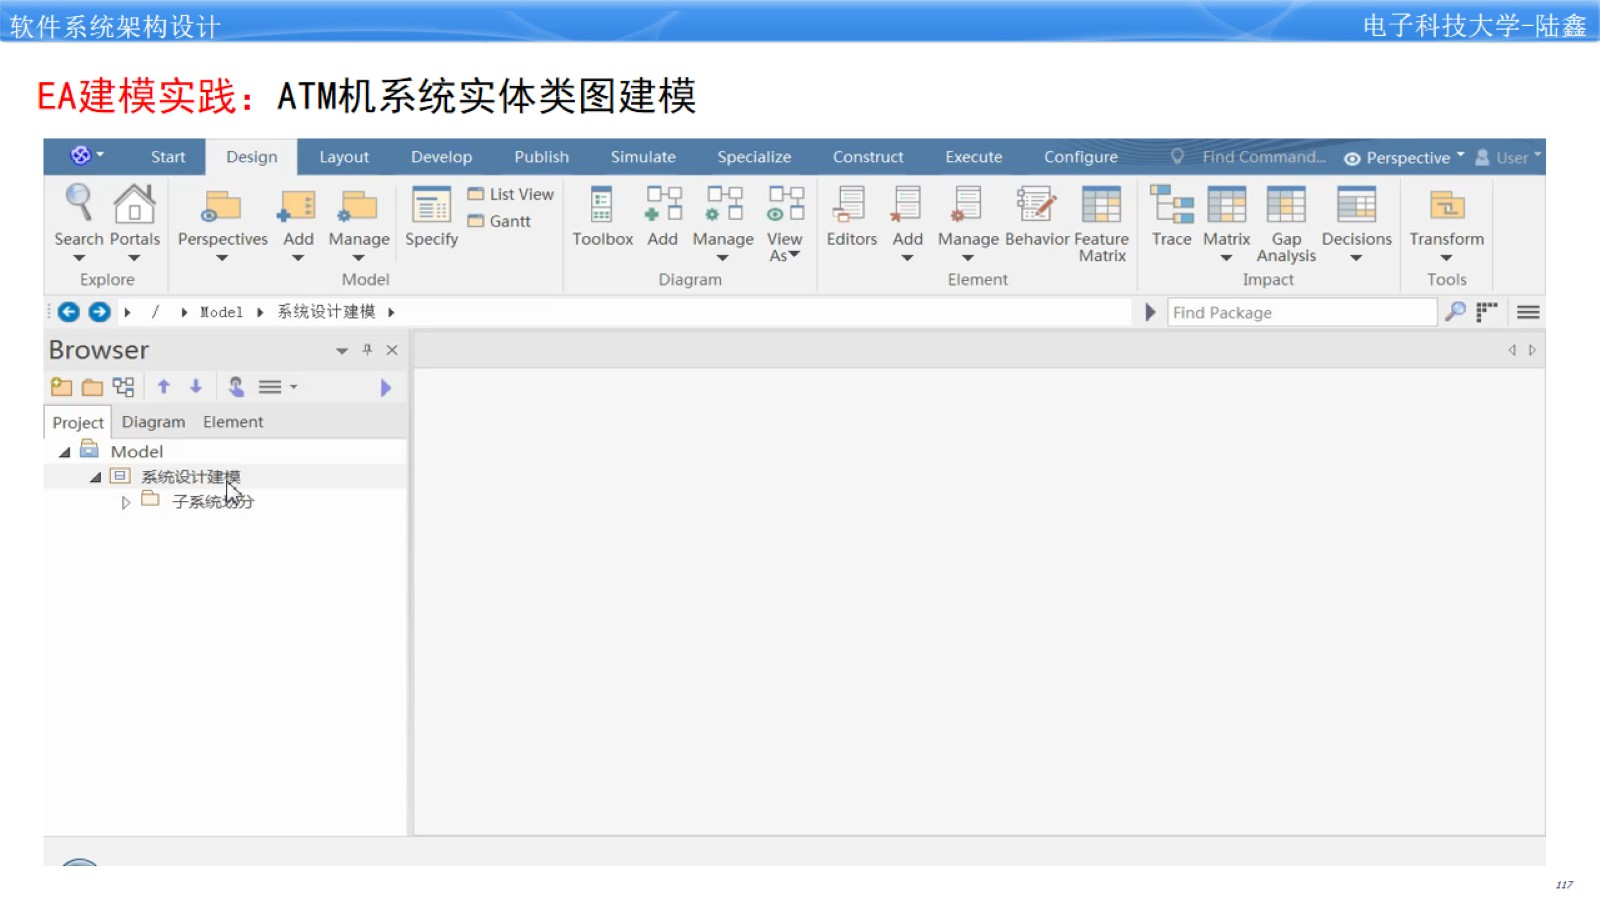 软件系统架构设计
电子科技大学-陆鑫
EA建模实践：ATM机系统实体类图建模
Start Design Layout Develop Publish Simulate Specialize Construct Execute Configure Find Command... Perspective User
Search Portals Perspectives Add Manage Specify List View Gantt Toolbox Add Manage View As Editors Add Manage Behavior Feature Matrix Trace Matrix Gap Analysis Decisions Transform
Explore Model Diagram Element Impact Tools
/ Model 系统设计建模 Find Package
Browser
Project Diagram Element
Model
系统设计建模
子系统划分
117